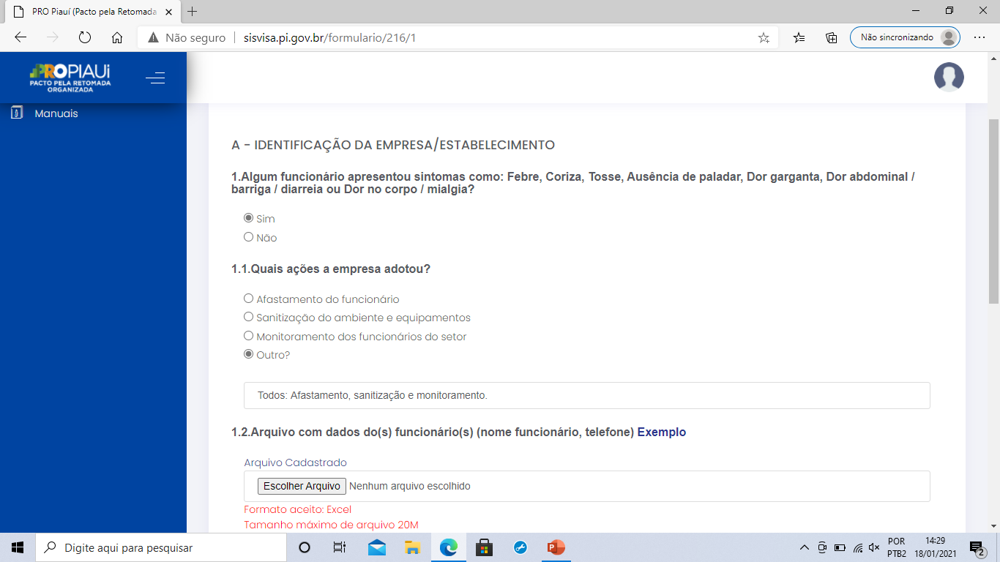 PRO Piauí (Pacto pela Retomada
Não seguro
sisvisa.pi.gov.br/formulario/216/1
Não sincronizando
PROPIAUÍ
PACTO PELA RETOMADA
ORGANIZADA
Manuais
A - IDENTIFICAÇÃO DA EMPRESA/ESTABELECIMENTO
1.Algum funcionário apresentou sintomas como: Febre, Coriza, Tosse, Ausência de paladar, Dor garganta, Dor abdominal /
barriga / diarreia ou Dor no corpo / mialgia?
Sim
Não
1.1.Quais ações a empresa adotou?
Afastamento do funcionário
Sanitização do ambiente e equipamentos
Monitoramento dos funcionários do setor
Outro?
Todos: Afastamento, sanitização e monitoramento.
1.2.Arquivo com dados do(s) funcionário(s) (nome funcionário, telefone) Exemplo
Arquivo Cadastrado
Escolher Arquivo Nenhum arquivo escolhido
Formato aceito: Excel
Tamanho máximo de arquivo 20M
Digite aqui para pesquisar
POR
PTB2
14:29
18/01/2021
2